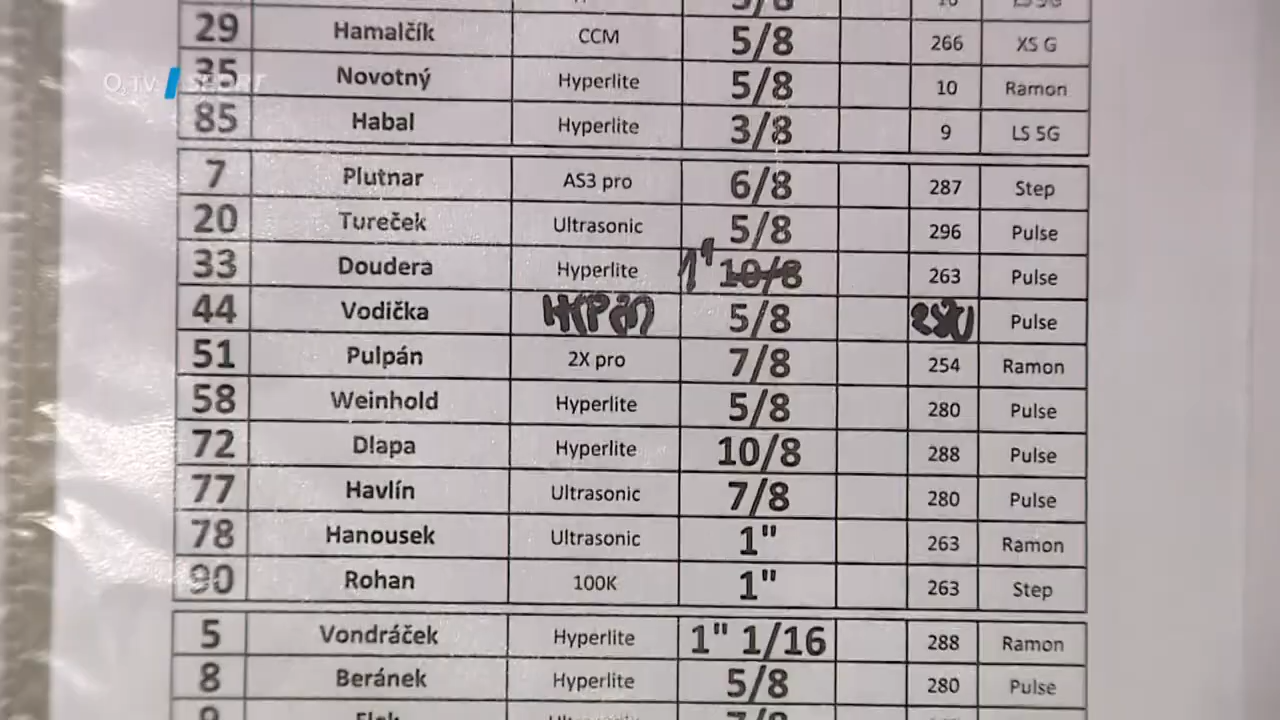 29 Hamalčík CCM 5/8 266 XS G
O2 TV SPORT
35 Novotný Hyperlite 5/8 10 Ramon
85 Habal Hyperlite 3/8 9 LS 5G
7 Plutnar AS3 pro 6/8 287 Step
20 Tureček Ultrasonic 5/8 296 Pulse
33 Doudera Hyperlite 1" 10/8 263 Pulse
44 Vodička 5/8 Pulse
51 Pulpán 2X pro 7/8 254 Ramon
58 Weinhold Hyperlite 5/8 280 Pulse
72 Dlapa Hyperlite 10/8 288 Pulse
77 Havlín Ultrasonic 7/8 280 Pulse
78 Hanousek Ultrasonic 1" 263 Ramon
90 Rohan 100K 1" 263 Step
5 Vondráček Hyperlite 1" 1/16 288 Ramon
8 Beránek Hyperlite 5/8 280 Pulse